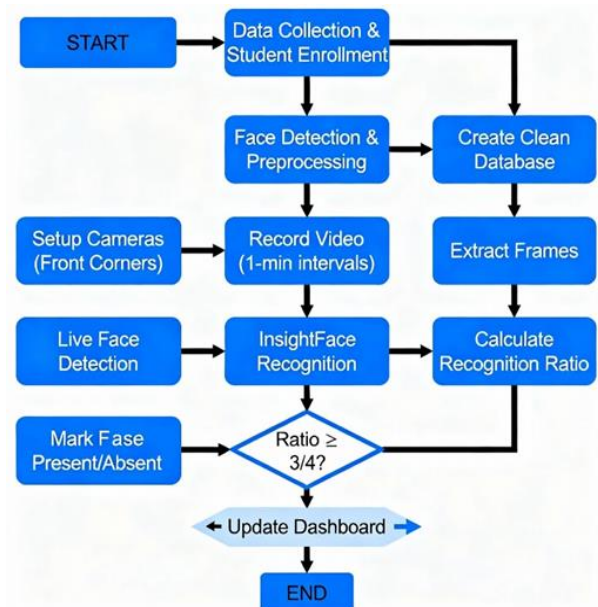 START
Data Collection &
Student Enrollment
Face Detection &
Preprocessing
Create Clean
Database
Setup Cameras
(Front Corners)
Record Video
(1-min intervals)
Extract Frames
Live Face
Detection
InsightFace
Recognition
Calculate
Recognition Ratio
Mark Fase
Present/Absent
Ratio ≥
3/4?
Update Dashboard
END